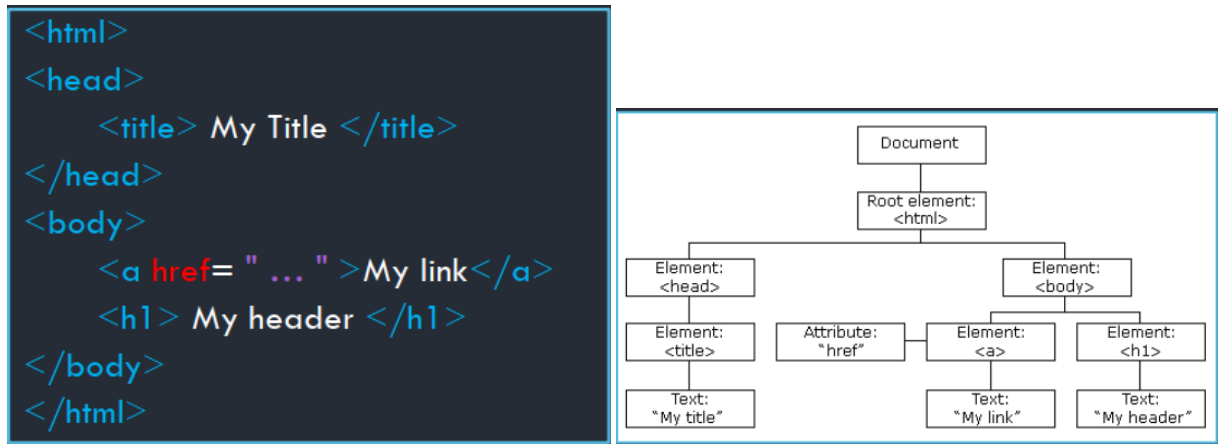 <html>
<head>
<title> My Title </title>
</head>
<body>
<a href= " ... " >My link</a>
<h1> My header </h1>
</body>
</html>
Document
Root element:
<html>
Element:
<head>
Element:
<body>
Element:
<title>
Attribute:
“href”
Element:
<a>
Element:
<h1>
Text:
“My title”
Text:
“My link”
Text:
“My header”